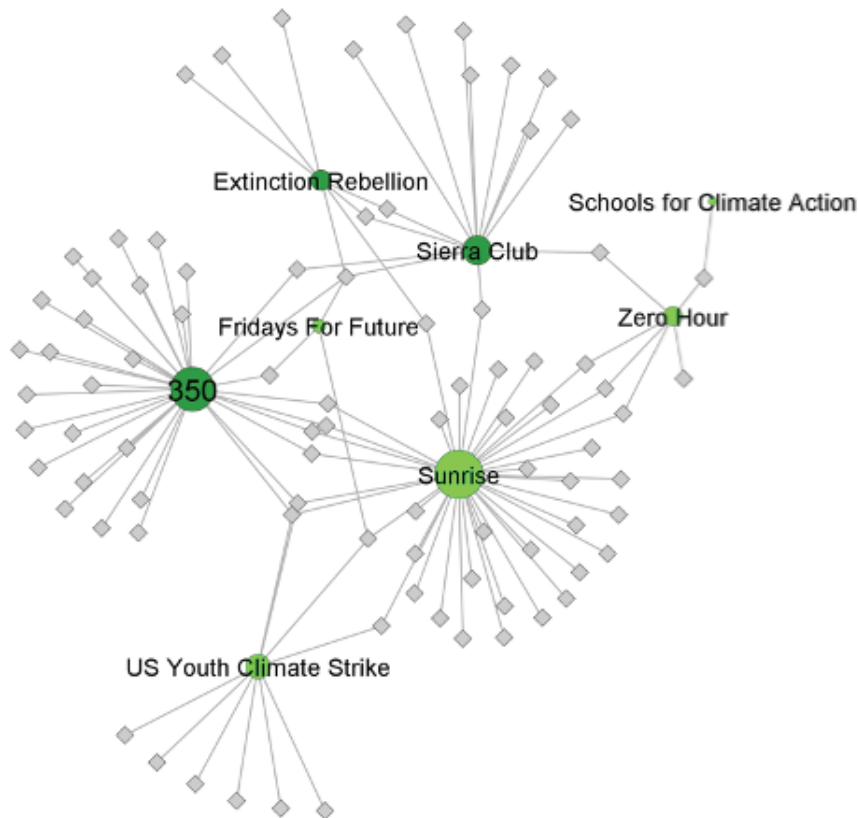 Extinction Rebellion
Schools for Climate Action
Sierra Club
Fridays For Future
Zero Hour
350
Sunrise
US Youth Climate Strike